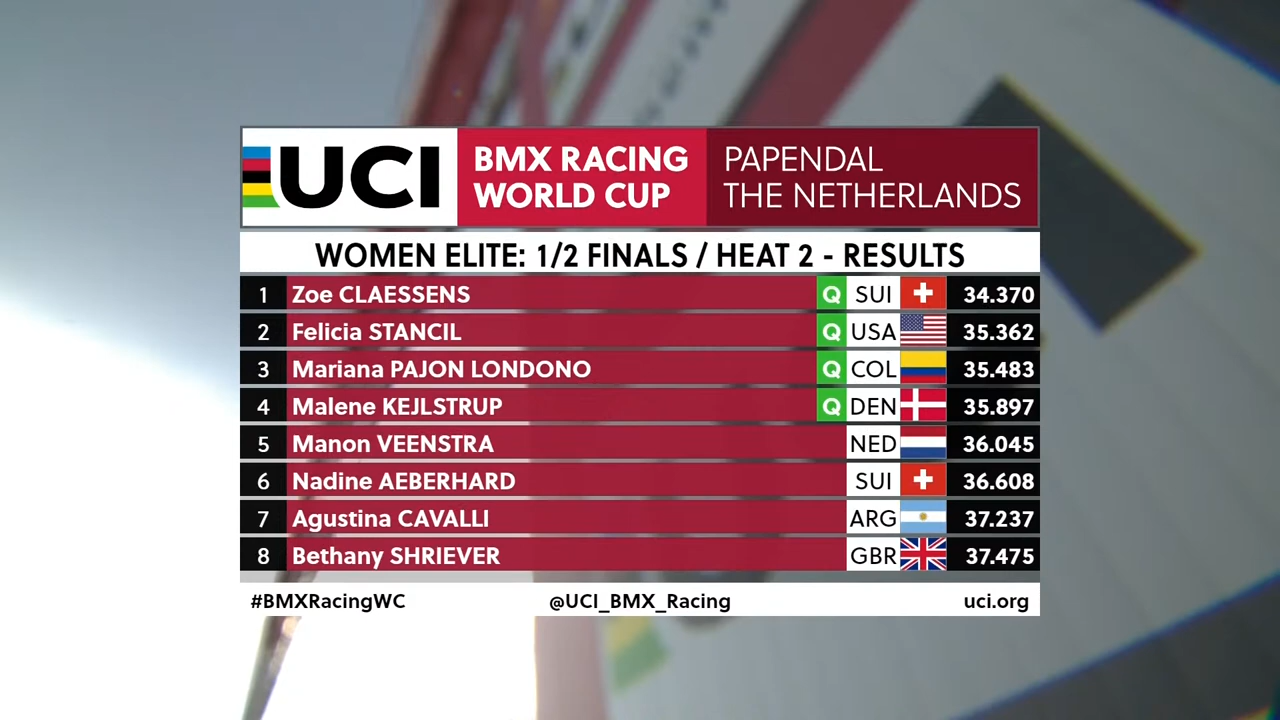 UCI
BMX RACING
WORLD CUP
PAPENDAL
THE NETHERLANDS
WOMEN ELITE: 1/2 FINALS / HEAT 2 - RESULTS
1 Zoe CLAESSENS Q SUI 34.370
2 Felicia STANCIL Q USA 35.362
3 Mariana PAJON LONDONO Q COL 35.483
4 Malene KEJLSTRUP Q DEN 35.897
5 Manon VEENSTRA NED 36.045
6 Nadine AEBERHARD SUI 36.608
7 Agustina CAVALLI ARG 37.237
8 Bethany SHRIEVER GBR 37.475
#BMXRacingWC @UCI_BMX_Racing uci.org